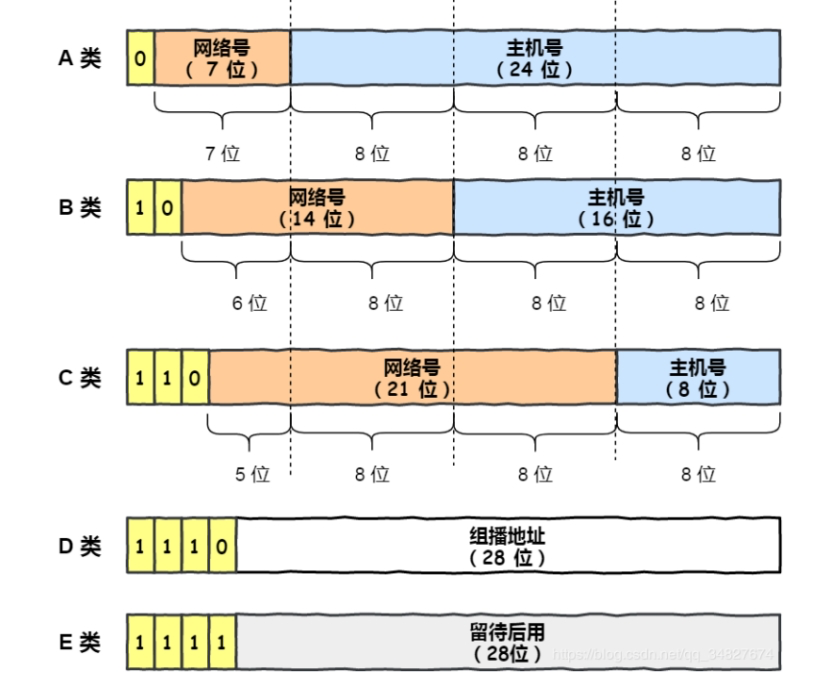 A 类
0
网络号
( 7 位)
主机号
(24 位)
7 位
8 位
8 位
8 位
B 类
1 0
网络号
(14 位)
主机号
(16 位)
6 位
8 位
8 位
8 位
C 类
1 1 0
网络号
(21 位)
主机号
(8 位)
5 位
8 位
8 位
8 位
D 类
1 1 1 0
组播地址
(28 位)
E 类
1 1 1 1
留待后用
(28位)
https://blog.csdn.net/qq_34827674